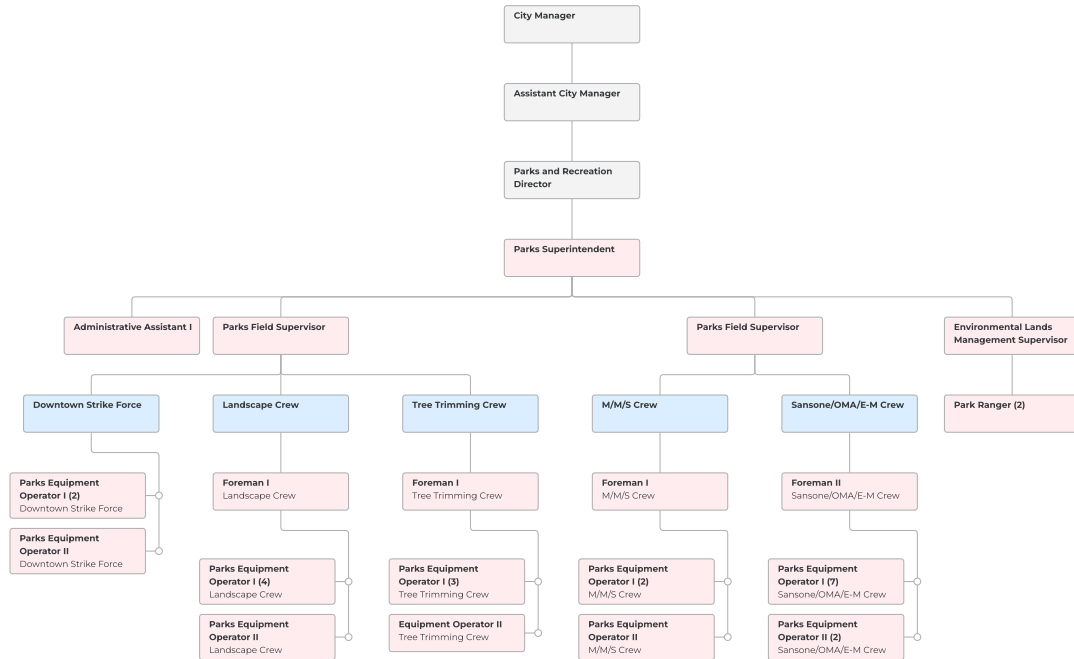 City Manager
Assistant City Manager
Parks and Recreation
Director
Parks Superintendent
Administrative Assistant I
Parks Field Supervisor
Parks Field Supervisor
Environmental Lands
Management Supervisor
Downtown Strike Force
Landscape Crew
Tree Trimming Crew
M/M/S Crew
Sansone/OMA/E-M Crew
Park Ranger (2)
Parks Equipment
Operator I (2)
Downtown Strike Force
Parks Equipment
Operator II
Downtown Strike Force
Foreman I
Landscape Crew
Foreman I
Tree Trimming Crew
Foreman I
M/M/S Crew
Foreman II
Sansone/OMA/E-M Crew
Parks Equipment
Operator I (4)
Landscape Crew
Parks Equipment
Operator II
Landscape Crew
Parks Equipment
Operator I (3)
Tree Trimming Crew
Equipment Operator II
Tree Trimming Crew
Parks Equipment
Operator I (2)
M/M/S Crew
Parks Equipment
Operator II
M/M/S Crew
Parks Equipment
Operator I (7)
Sansone/OMA/E-M Crew
Parks Equipment
Operator II (2)
Sansone/OMA/E-M Crew